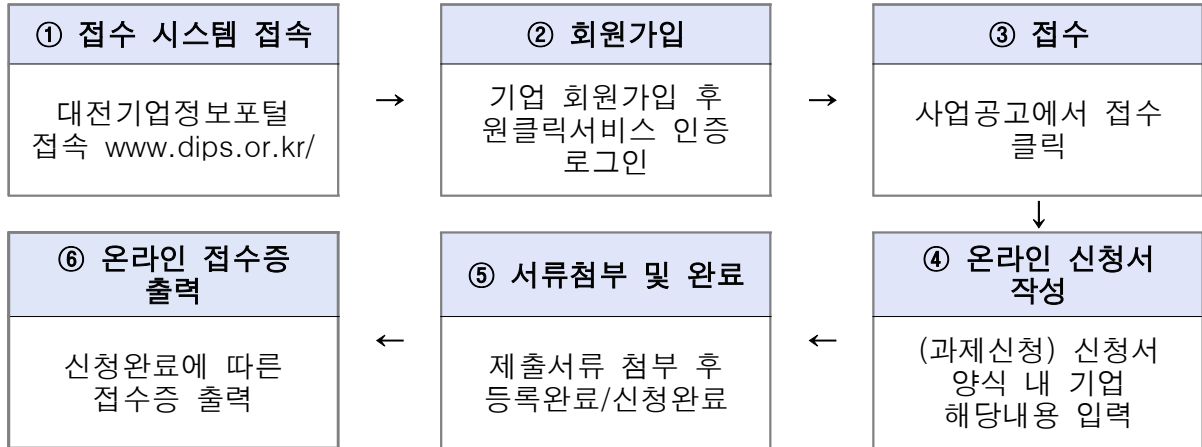 ① 접수 시스템 접속
대전기업정보포털
접속 www.dips.or.kr/
→
② 회원가입
기업 회원가입 후
원클릭서비스 인증
로그인
→
③ 접수
사업공고에서 접수
클릭
↓
④ 온라인 신청서
작성
(과제신청) 신청서
양식 내 기업
해당내용 입력
←
⑤ 서류첨부 및 완료
제출서류 첨부 후
등록완료/신청완료
←
⑥ 온라인 접수증
출력
신청완료에 따른
접수증 출력